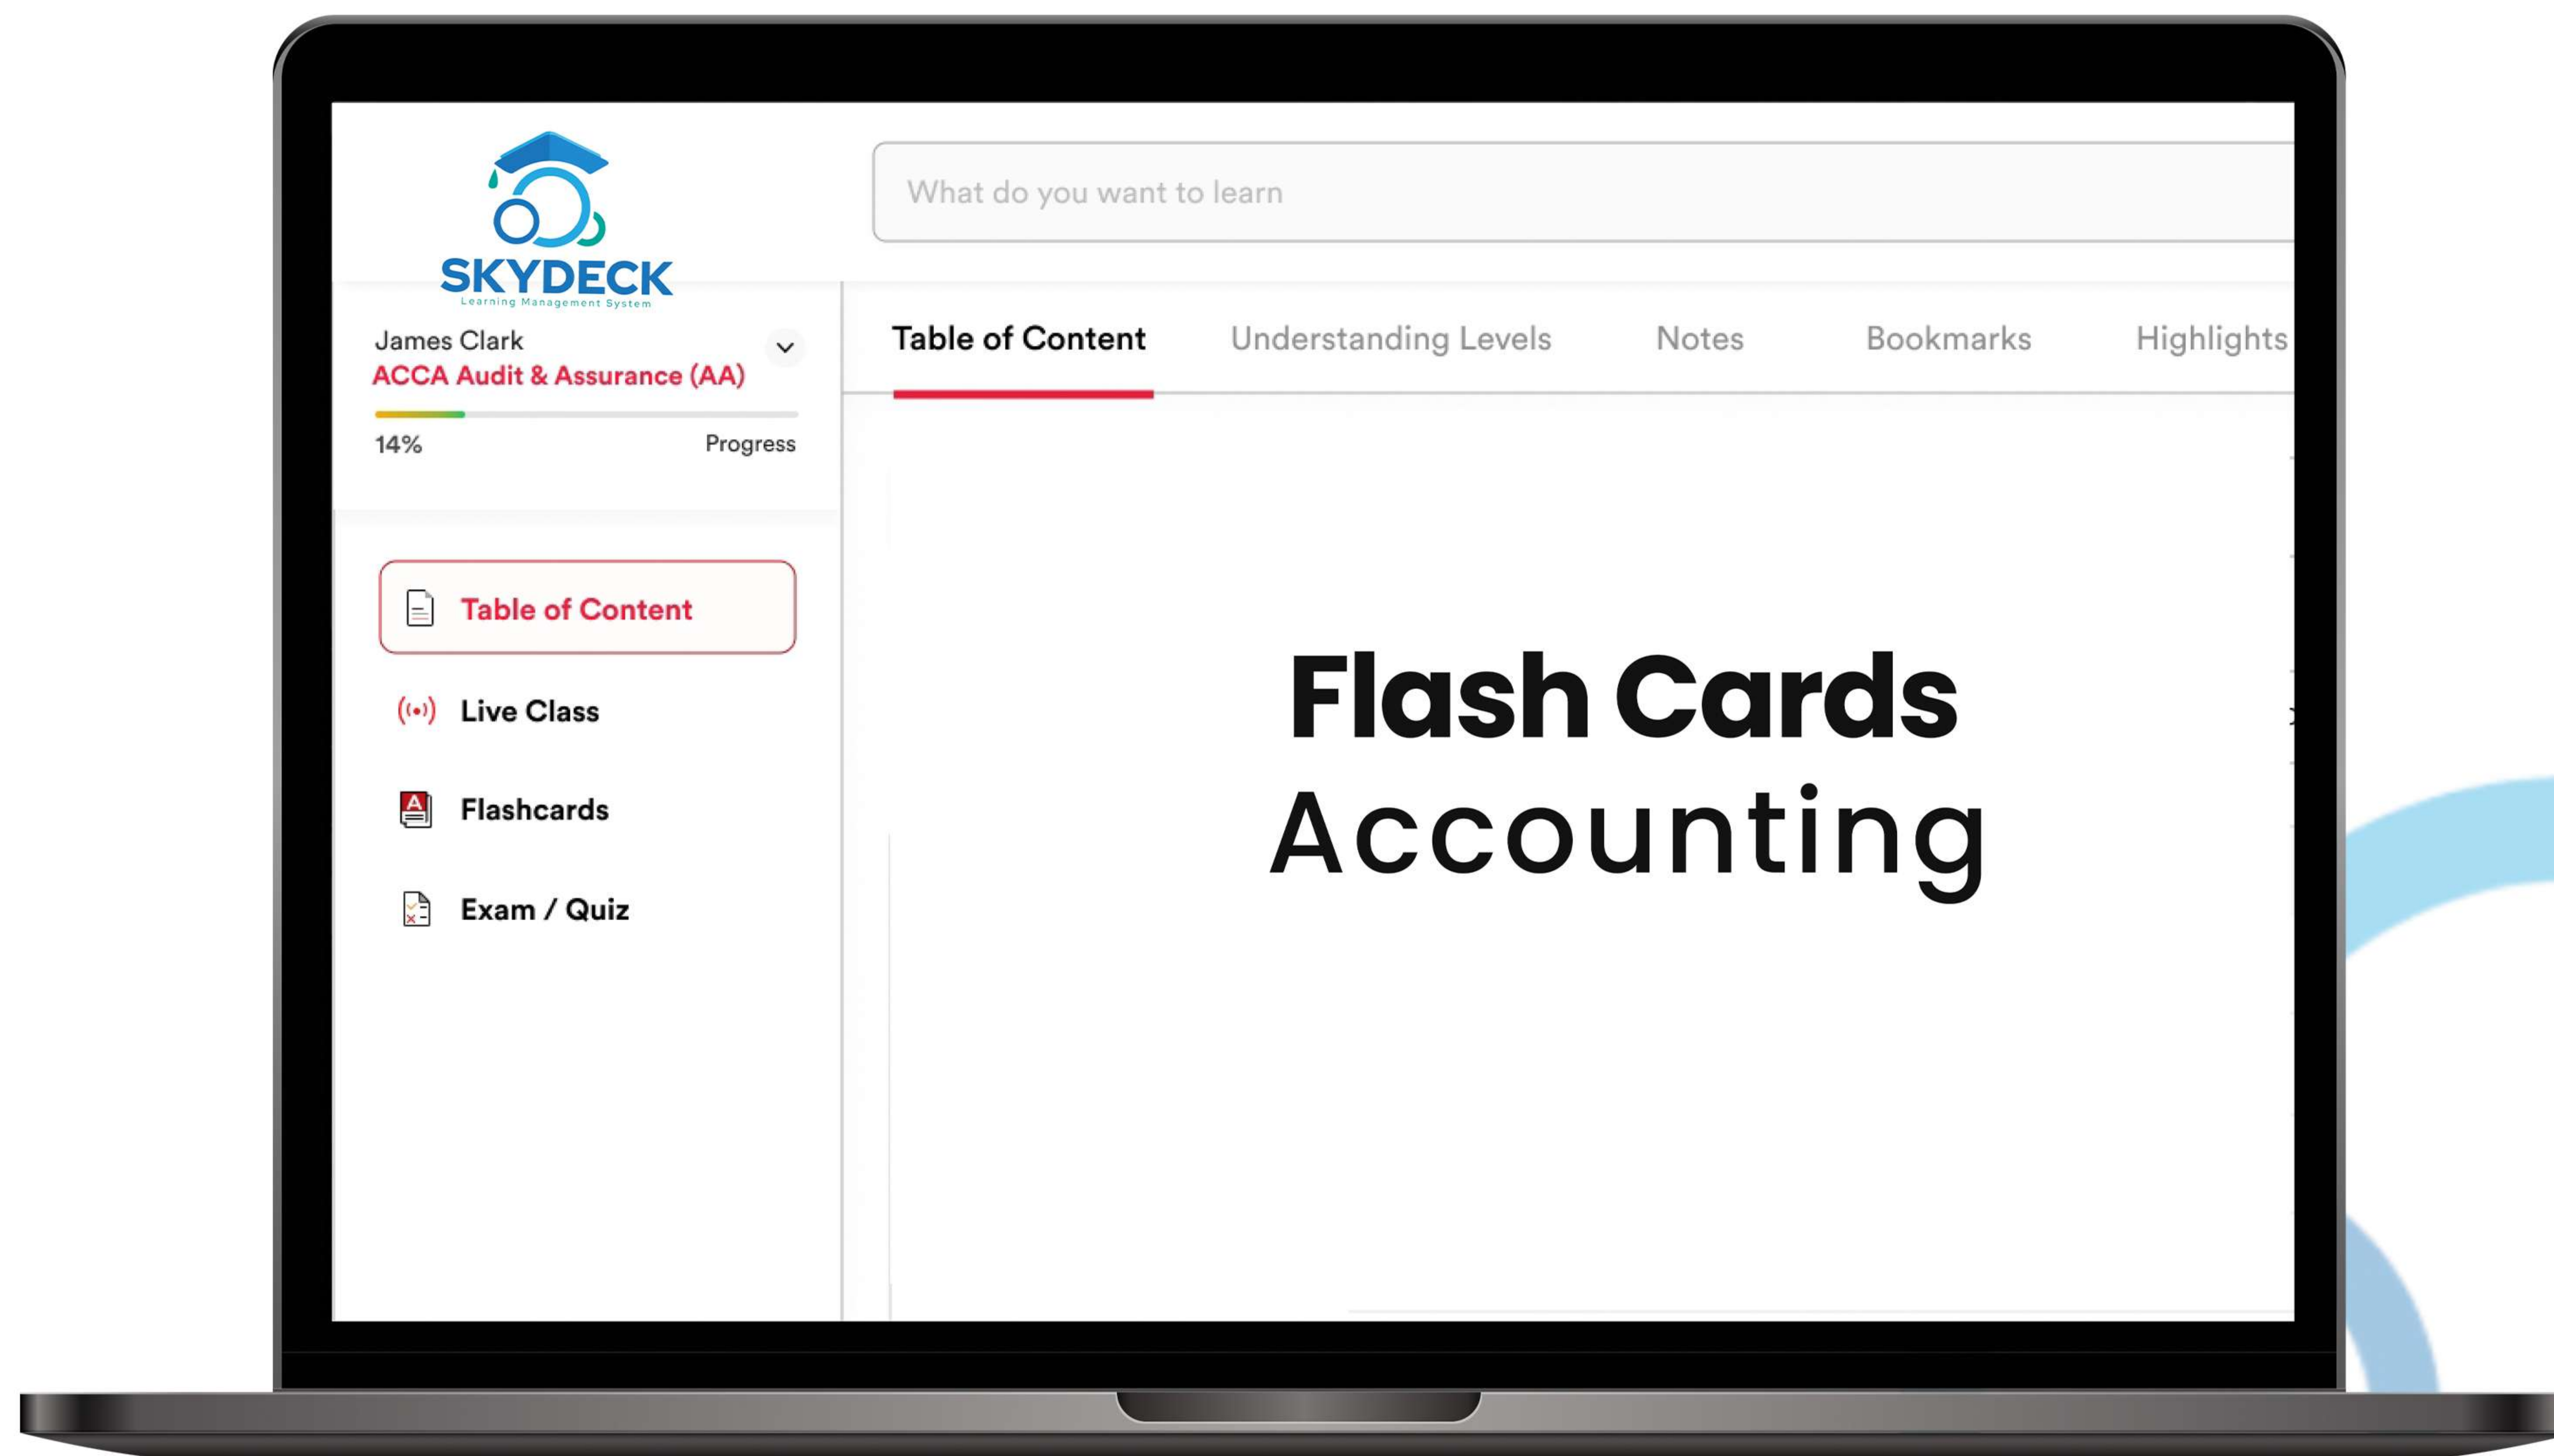 SKYDECK
Learning Management System
What do you want to learn
James Clark
ACCA Audit & Assurance (AA)
14%
Progress
Table of Content
Understanding Levels
Notes
Bookmarks
Highlights
Table of Content
Live Class
Flashcards
Exam / Quiz
Flash Cards
Accounting